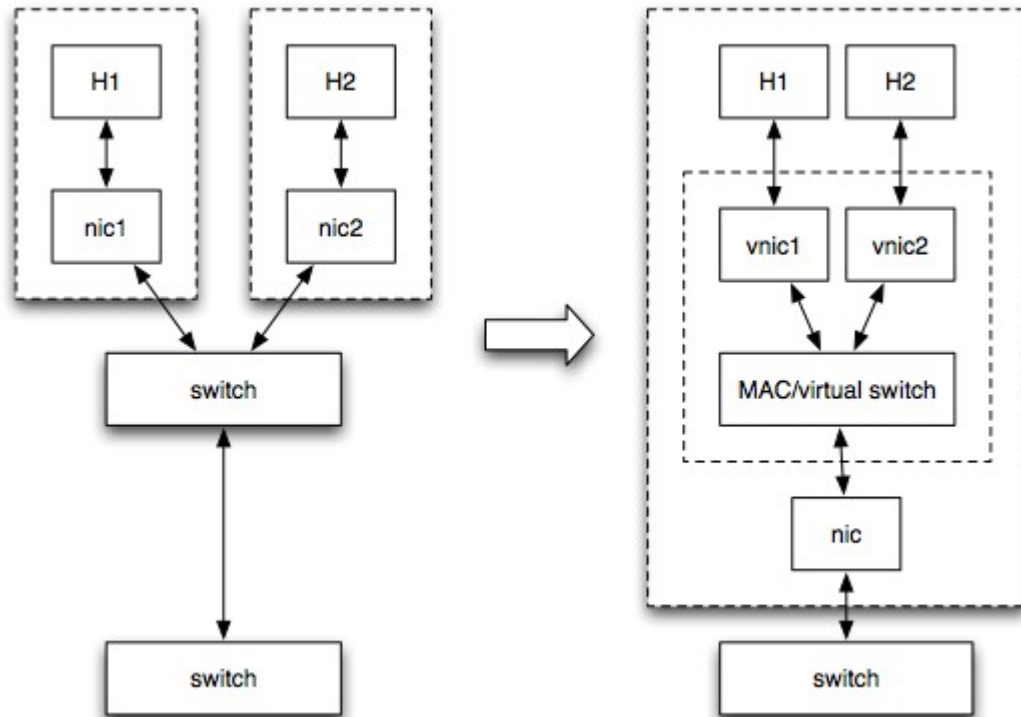 H1
H2
nic1
nic2
switch
switch
H1
H2
vnic1
vnic2
MAC/virtual switch
nic
switch